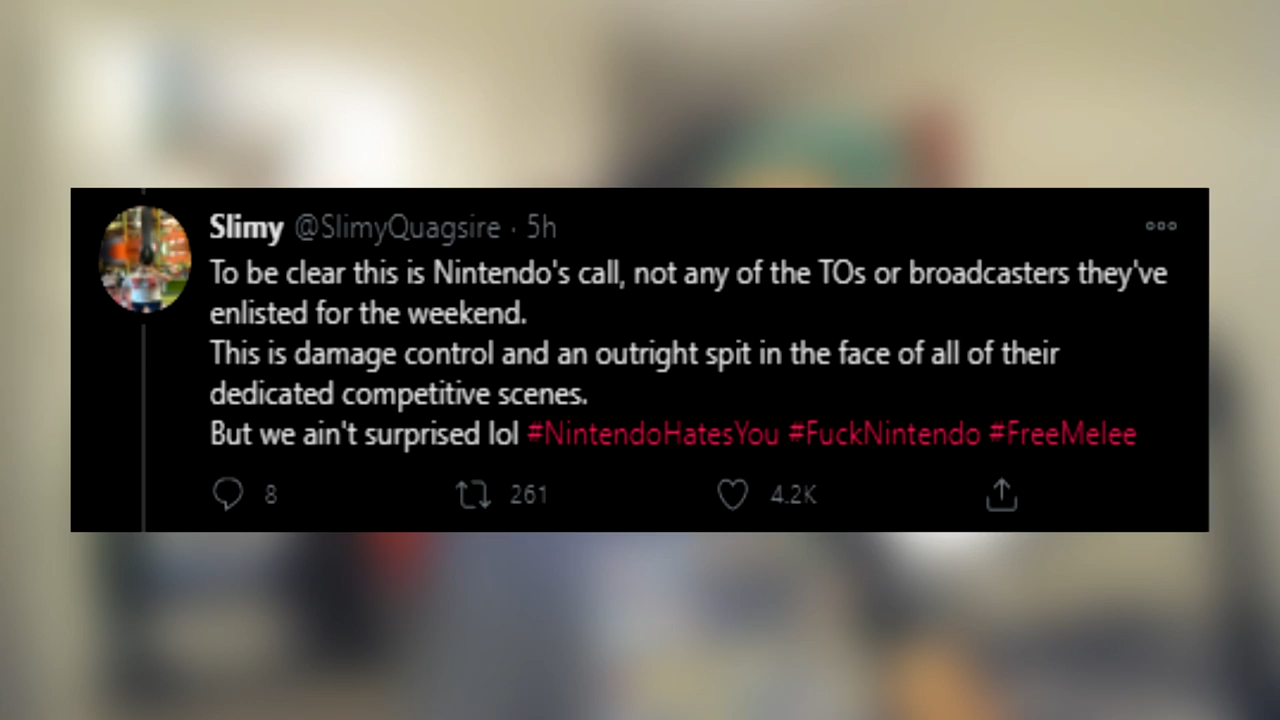 Slimy @SlimyQuagsire · 5h
To be clear this is Nintendo's call, not any of the TOs or broadcasters they've
enlisted for the weekend.
This is damage control and an outright spit in the face of all of their
dedicated competitive scenes.
But we ain't surprised lol #NintendoHatesYou #FuckNintendo #FreeMelee
8 261 4.2K